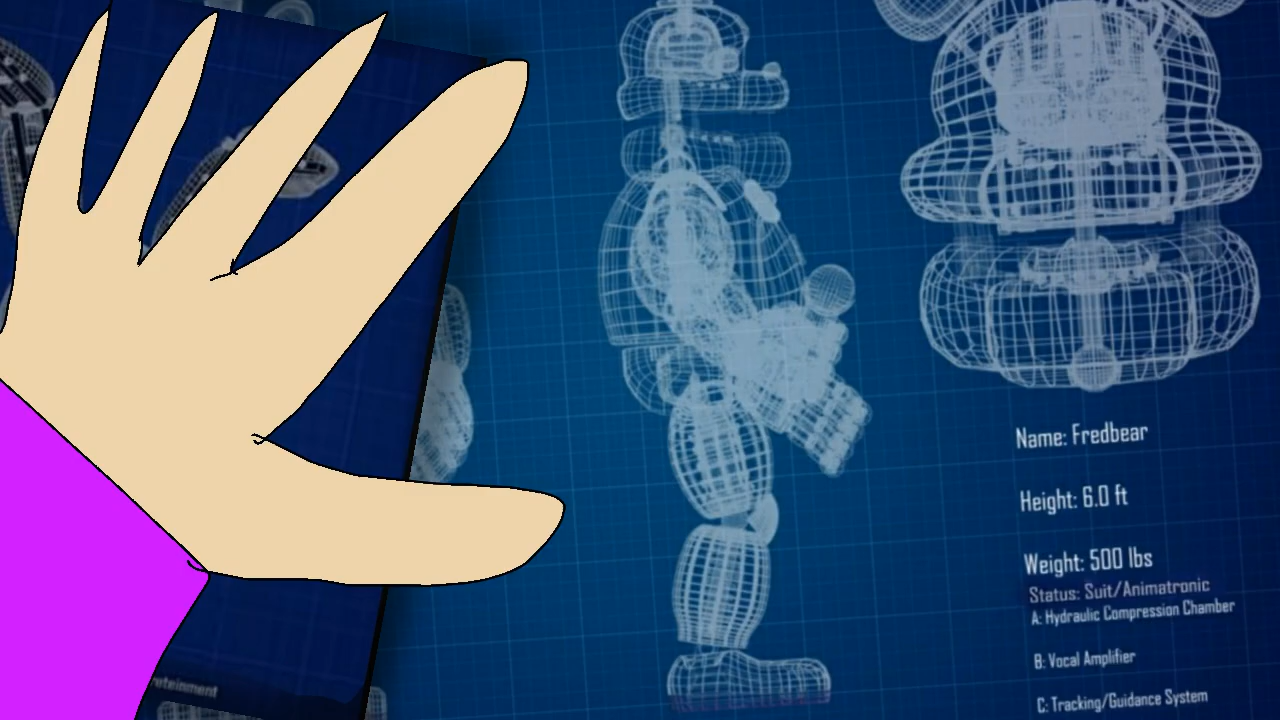 Name: Fredbear
Height: 6.0 ft
Weight: 500 lbs
Status: Suit/Animatronic
A: Hydraulic Compression Chamber
B: Vocal Amplifier
C: Tracking/Guidance System